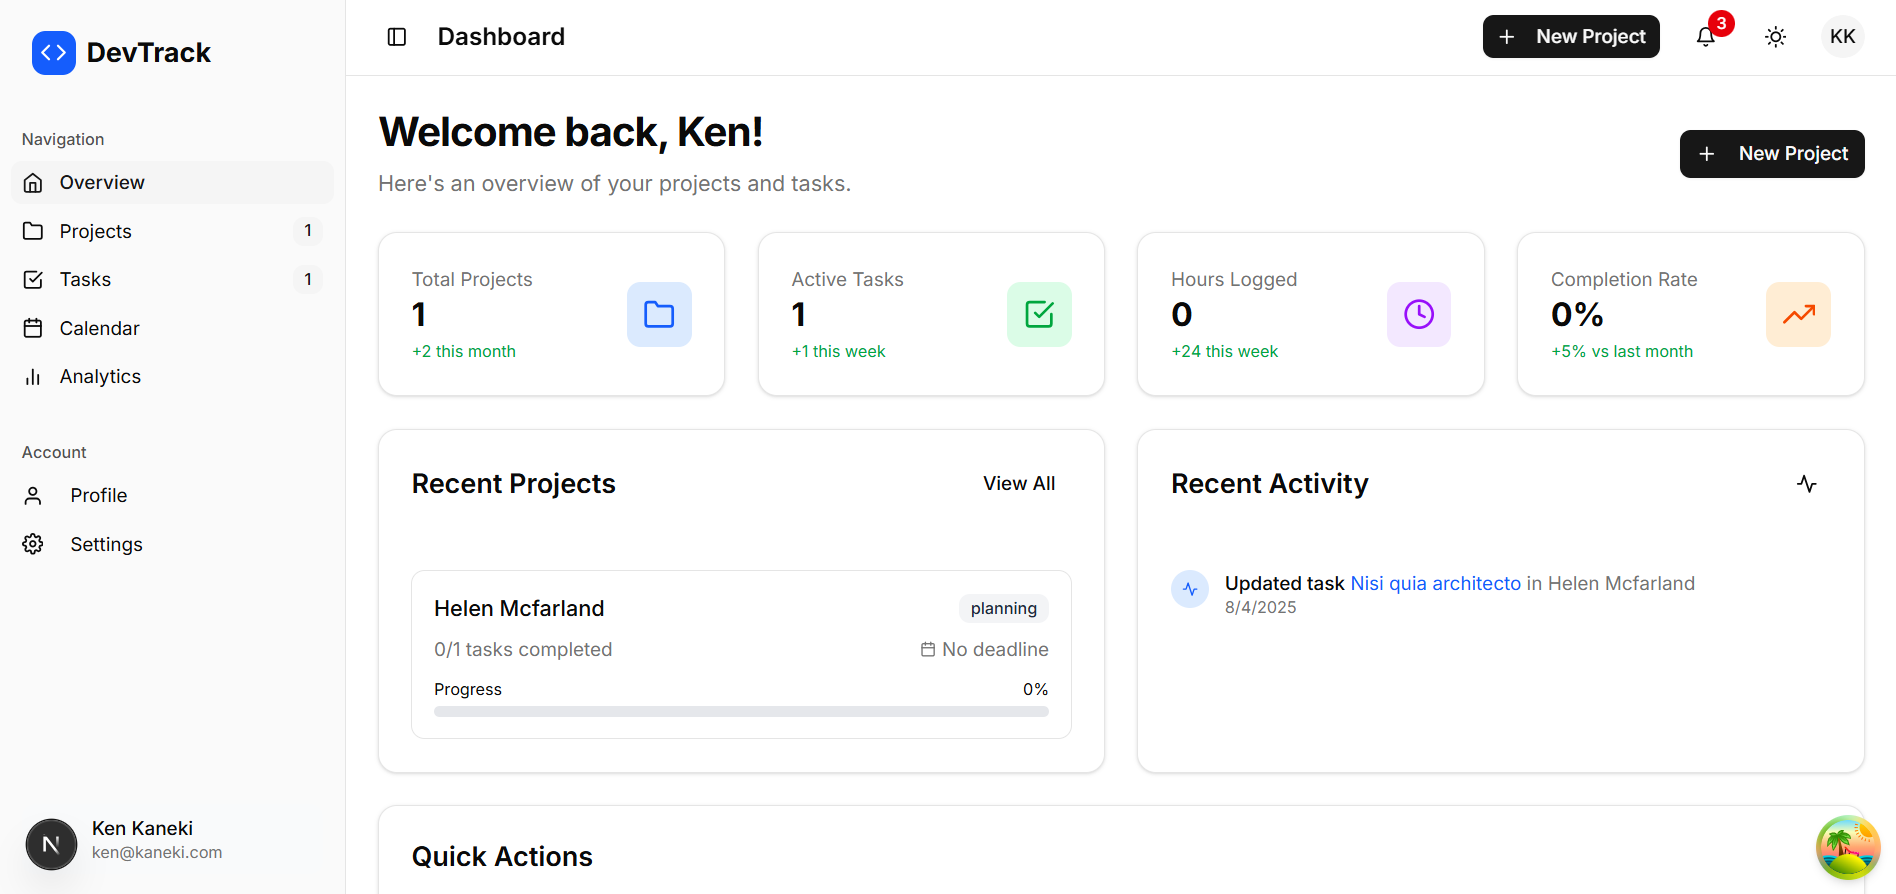 DevTrack
Navigation
Overview
Projects 1
Tasks 1
Calendar
Analytics
Account
Profile
Settings
N
Ken Kaneki
ken@kaneki.com
Dashboard
+ New Project
3
KK
Welcome back, Ken!
Here's an overview of your projects and tasks.
+ New Project
Total Projects
1
+2 this month
Active Tasks
1
+1 this week
Hours Logged
0
+24 this week
Completion Rate
0%
+5% vs last month
Recent Projects
View All
Helen Mcfarland
planning
0/1 tasks completed
No deadline
Progress
0%
Recent Activity
Updated task Nisi quia architecto in Helen Mcfarland
8/4/2025
Quick Actions